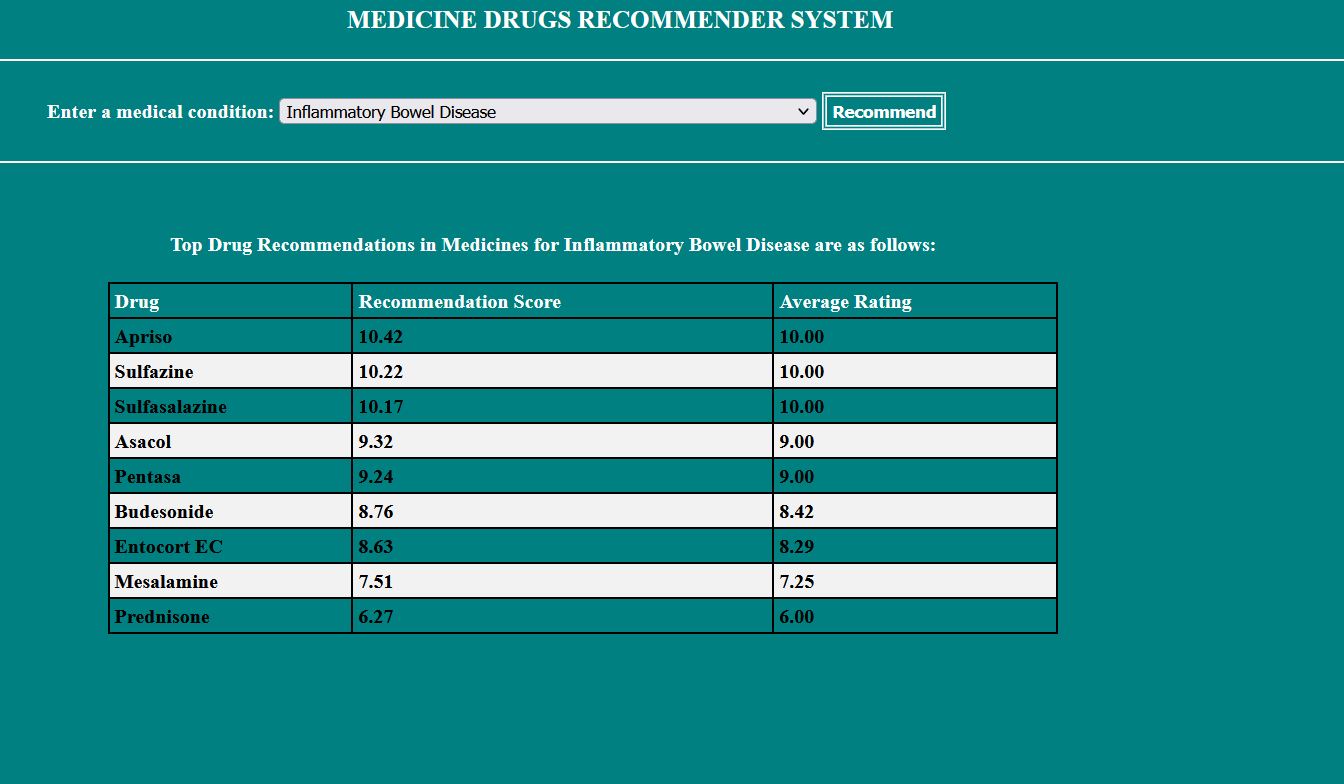 MEDICINE DRUGS RECOMMENDER SYSTEM
Enter a medical condition: Inflammatory Bowel Disease Recommend
Top Drug Recommendations in Medicines for Inflammatory Bowel Disease are as follows:
Drug Recommendation Score Average Rating
Apriso 10.42 10.00
Sulfazine 10.22 10.00
Sulfasalazine 10.17 10.00
Asacol 9.32 9.00
Pentasa 9.24 9.00
Budesonide 8.76 8.42
Entocort EC 8.63 8.29
Mesalamine 7.51 7.25
Prednisone 6.27 6.00